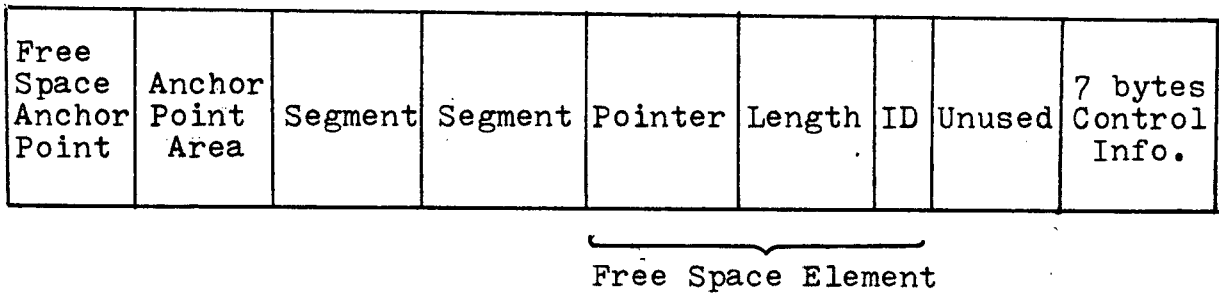 Free
Space
Anchor
Point
Anchor
Point
Area
Segment
Segment
Pointer
Length
ID
Unused
7 bytes
Control
Info.
Free Space Element